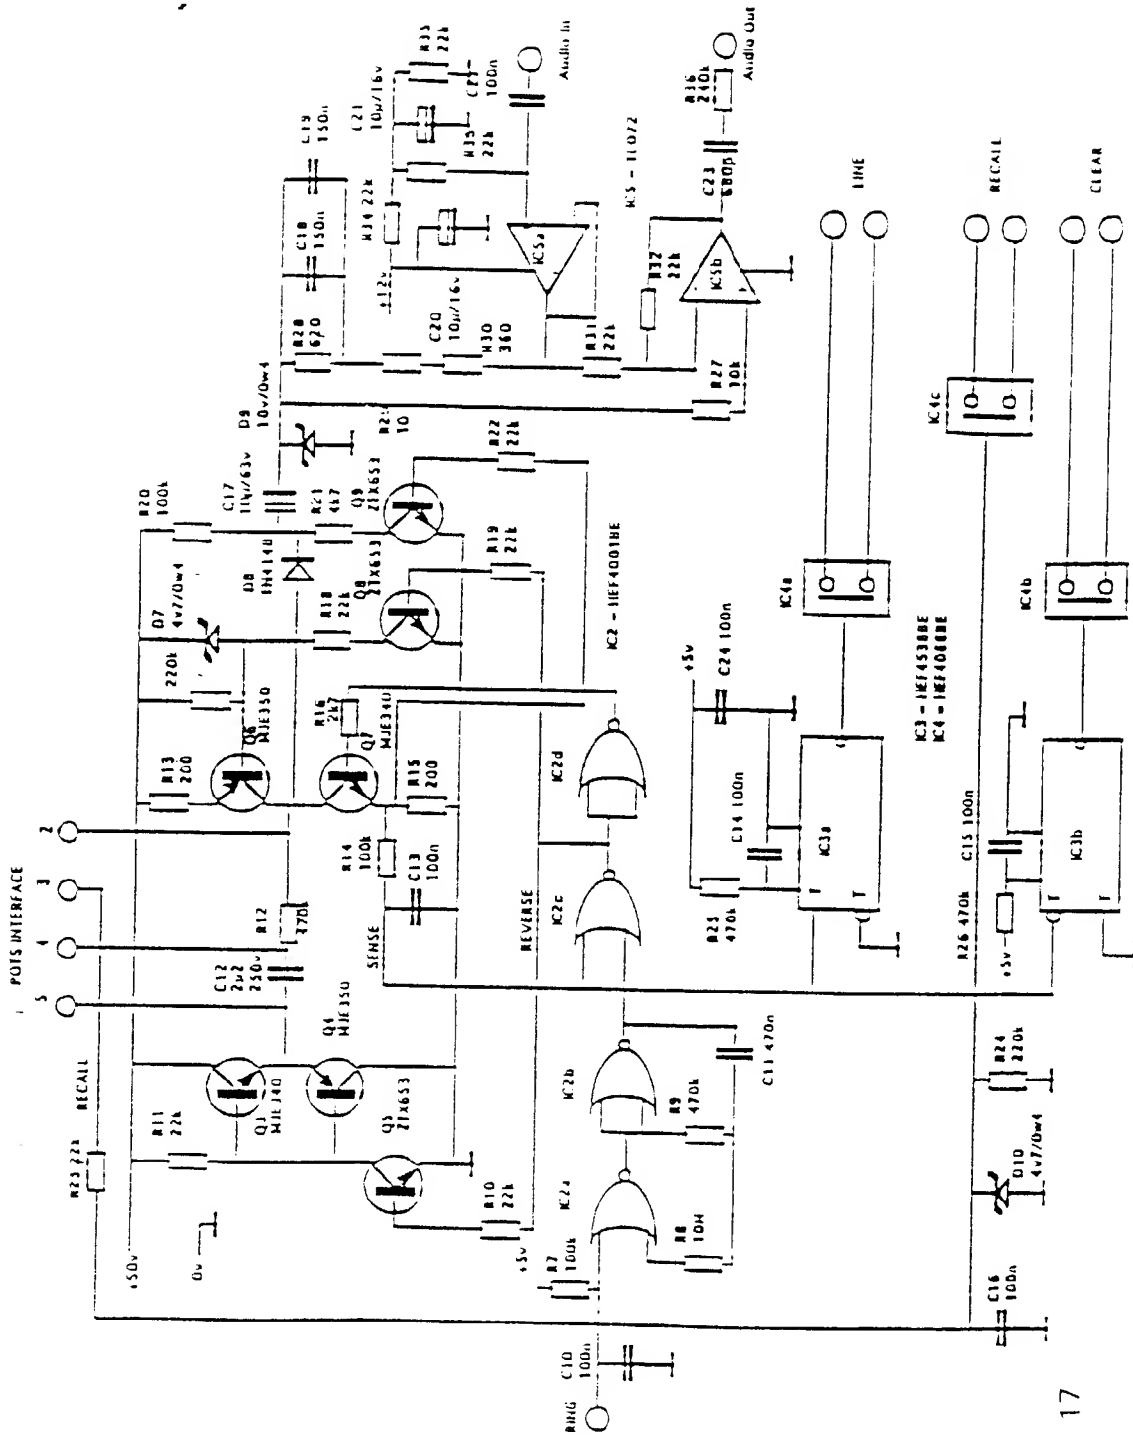 POTS INTERFACE
5
4
3
2
RECALL
R23 22k
+50v
0v
R11
22k
Q3
MJE340
Q4
MJE350
Q5
ZTX653
R10
22k
C12
2µ2
250v
R12
R13
200
220k
Q6
MJE350
D7
4v7/0w4
R20
100k
D8
1N4148
R18
22k
Q8
ZTX653
C17
10µ/63v
R21
4k7
Q9
ZTX653
D9
10v/0w4
R16
2k7
Q7
MJE340
R15
200
R14
100k
C13
100n
SENSE
REVERSE
R19
22k
R22
22k
R28
620
C18
150n
C19
150n
10
C20
10µ/16v
R30
360
+12v
R34 22k
C21
10µ/16v
R35
22k
R33
22k
100n
Audio In
IC5a
R31
22k
R32
22k
IC5 - TL072
IC5b
R27
10k
C23
680p
R36
240k
Audio Out
RING
C10
100n
+5v
R7
100k
IC2a
R8
10M
R9
470k
IC2b
C11 470n
IC2c
IC2d
IC2 - HEF4001BE
+5v
C24 100n
R25
470k
C14 100n
IC3a
T
T
Q
IC4a
LINE
IC3 - HEF4538BE
IC4 - HEF4066BE
IC4c
RECALL
R26 470k
+5v
C15 100n
IC3b
T
T
Q
IC4b
CLEAR
C16
100n
D10
4v7/0w4
R24
220k
17